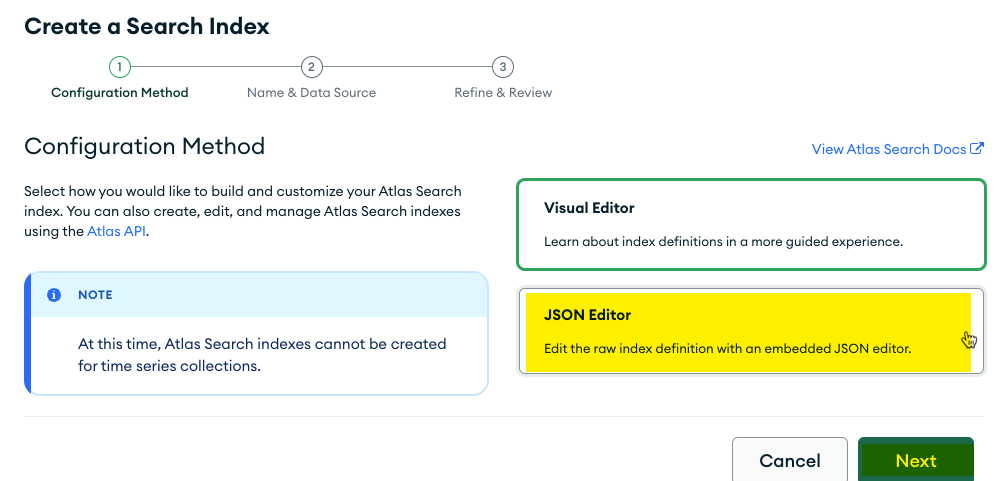 Create a Search Index
1
2
3
Configuration Method
Name & Data Source
Refine & Review
Configuration Method
View Atlas Search Docs
Select how you would like to build and customize your Atlas Search
index. You can also create, edit, and manage Atlas Search indexes
using the Atlas API.
NOTE
At this time, Atlas Search indexes cannot be created
for time series collections.
Visual Editor
Learn about index definitions in a more guided experience.
JSON Editor
Edit the raw index definition with an embedded JSON editor.
Cancel
Next